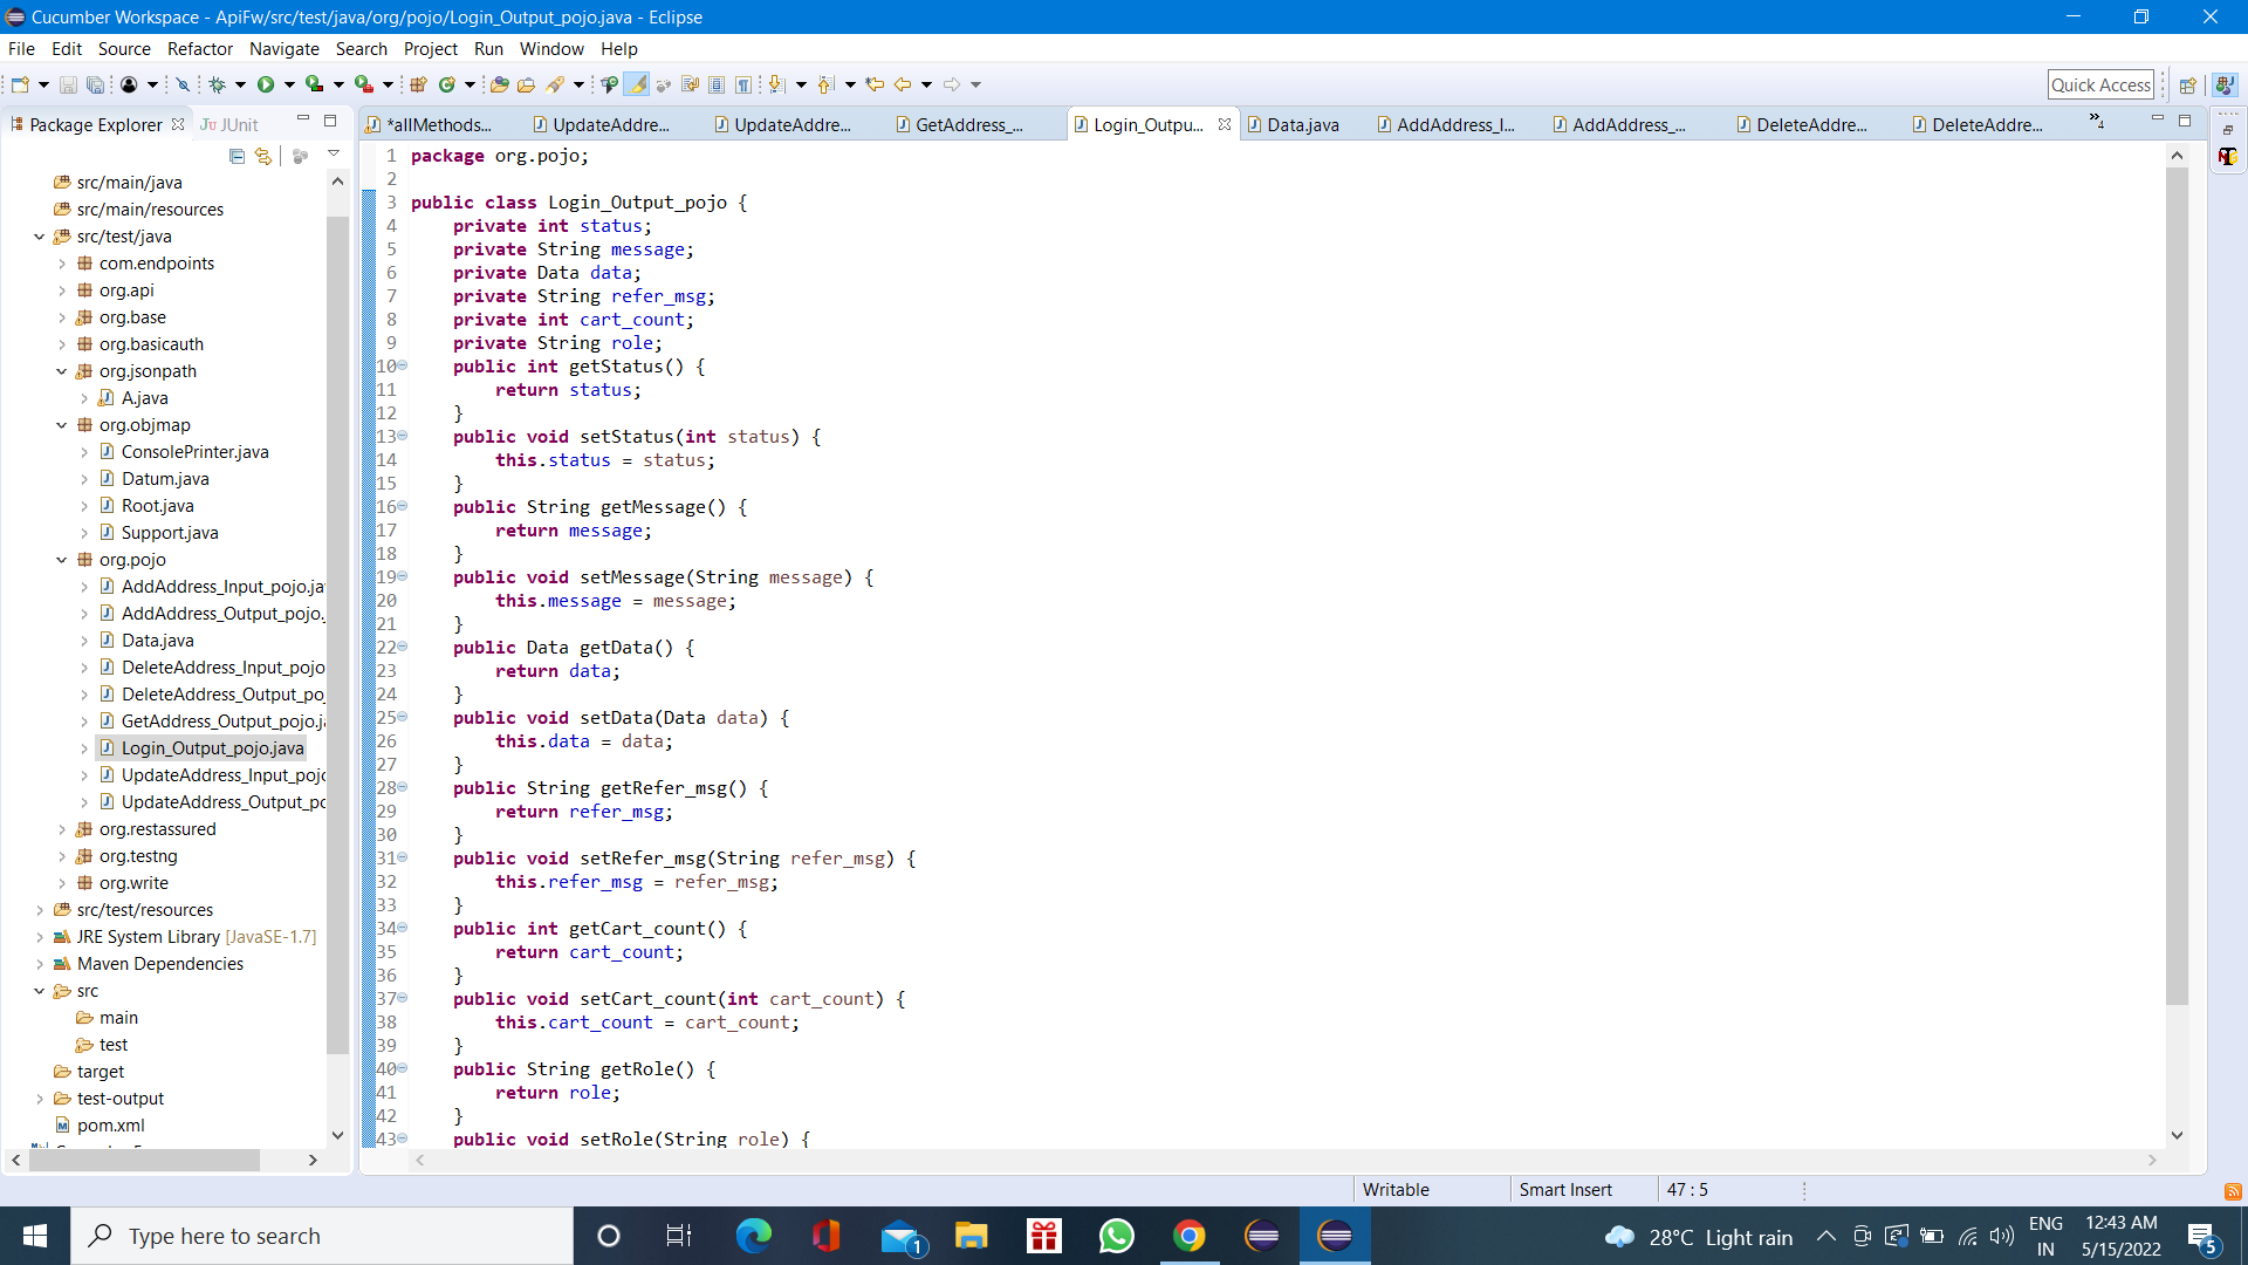 Cucumber Workspace - ApiFw/src/test/java/org/pojo/Login_Output_pojo.java - Eclipse
File Edit Source Refactor Navigate Search Project Run Window Help
Quick Access
Package Explorer
JUnit
*allMethods...
UpdateAddre...
UpdateAddre...
GetAddress_...
Login_Outpu...
Data.java
AddAddress_I...
AddAddress_...
DeleteAddre...
DeleteAddre...
4
src/main/java
src/main/resources
src/test/java
com.endpoints
org.api
org.base
org.basicauth
org.jsonpath
A.java
org.objmap
ConsolePrinter.java
Datum.java
Root.java
Support.java
org.pojo
AddAddress_Input_pojo.ja
AddAddress_Output_pojo.
Data.java
DeleteAddress_Input_pojo
DeleteAddress_Output_po
GetAddress_Output_pojo.j
Login_Output_pojo.java
UpdateAddress_Input_pojo
UpdateAddress_Output_po
org.restassured
org.testng
org.write
src/test/resources
JRE System Library [JavaSE-1.7]
Maven Dependencies
src
main
test
target
test-output
pom.xml
1 package org.pojo;
2
3 public class Login_Output_pojo {
4 private int status;
5 private String message;
6 private Data data;
7 private String refer_msg;
8 private int cart_count;
9 private String role;
10 public int getStatus() {
11 return status;
12 }
13 public void setStatus(int status) {
14 this.status = status;
15 }
16 public String getMessage() {
17 return message;
18 }
19 public void setMessage(String message) {
20 this.message = message;
21 }
22 public Data getData() {
23 return data;
24 }
25 public void setData(Data data) {
26 this.data = data;
27 }
28 public String getRefer_msg() {
29 return refer_msg;
30 }
31 public void setRefer_msg(String refer_msg) {
32 this.refer_msg = refer_msg;
33 }
34 public int getCart_count() {
35 return cart_count;
36 }
37 public void setCart_count(int cart_count) {
38 this.cart_count = cart_count;
39 }
40 public String getRole() {
41 return role;
42 }
43 public void setRole(String role) {
Writable
Smart Insert
47 : 5
Type here to search
1
28°C Light rain
ENG
IN
12:43 AM
5/15/2022
5